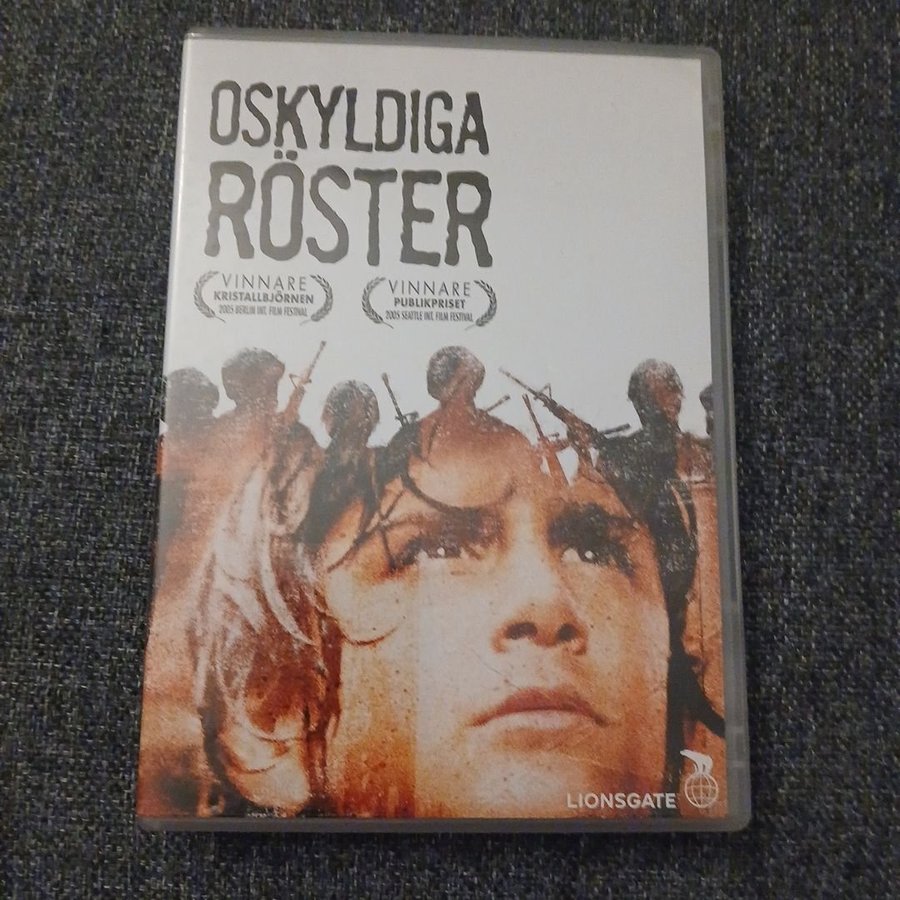 OSKYLDIGA
RÖSTER
VINNARE
KRISTALLBJÖRNEN
2005 BERLIN INT. FILM FESTIVAL
VINNARE
PUBLIKPRISET
2005 SEATTLE INT. FILM FESTIVAL
LIONSGATE